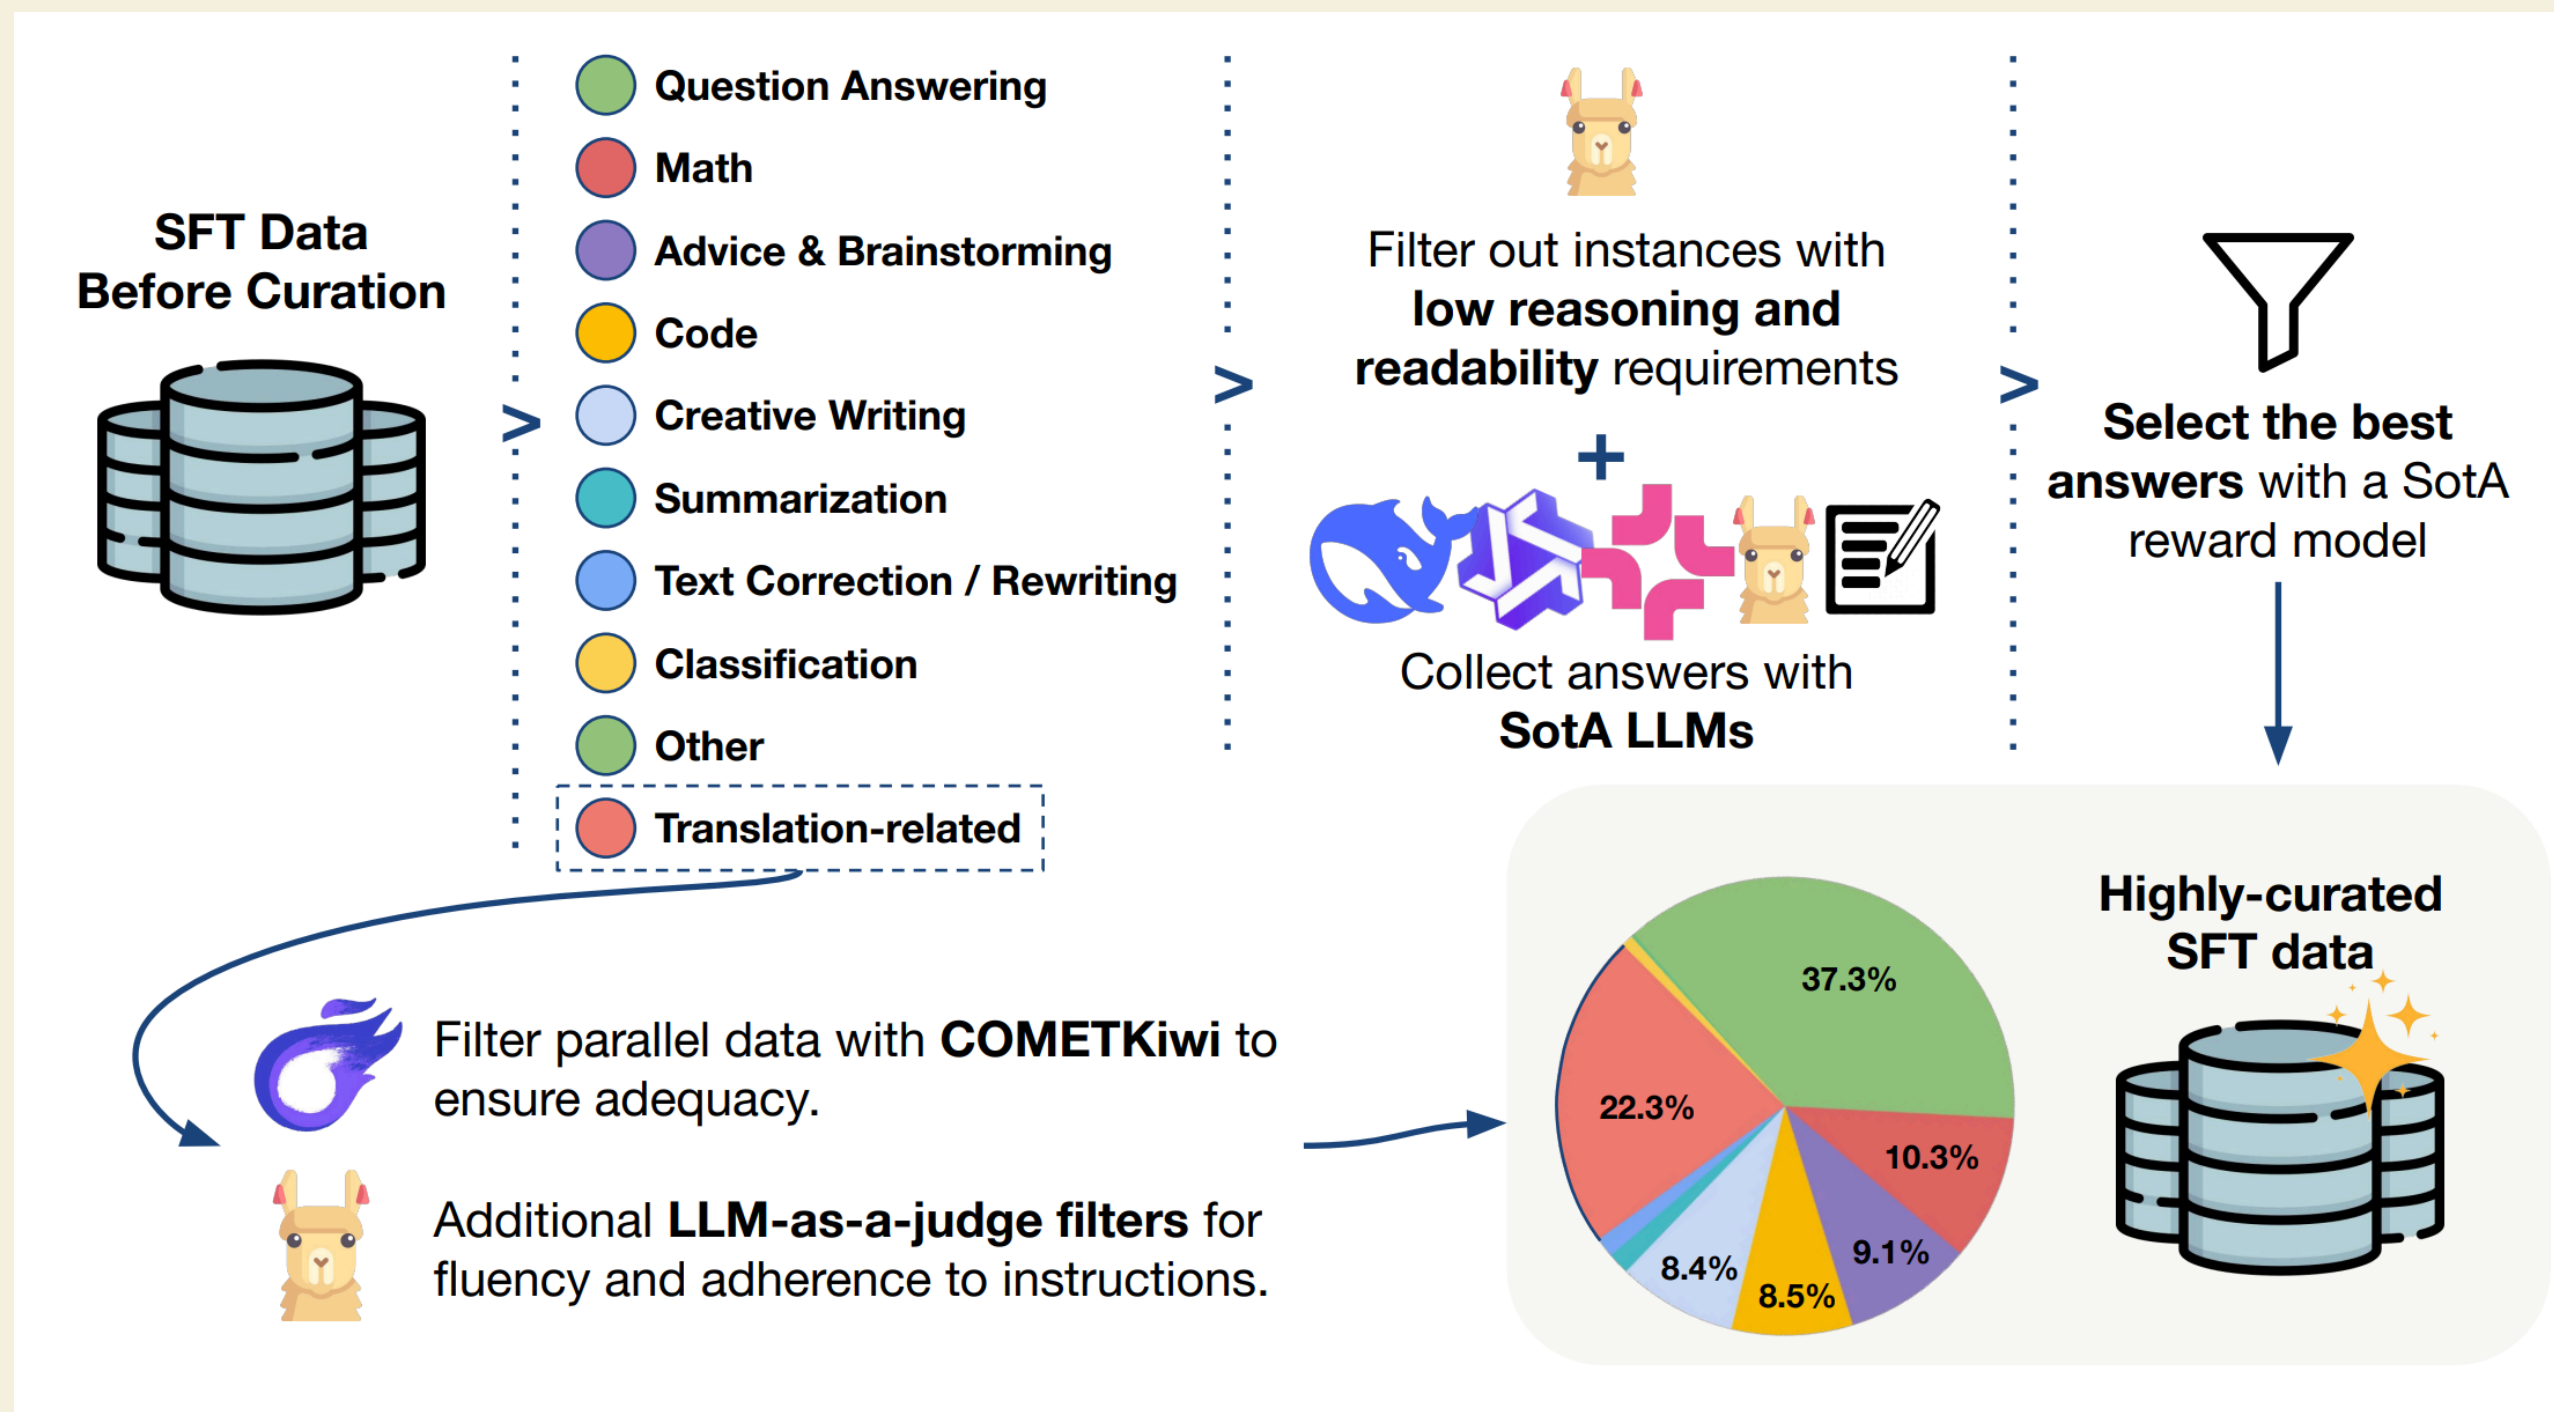 SFT Data
Before Curation
>
Question Answering
Math
Advice & Brainstorming
Code
Creative Writing
Summarization
Text Correction / Rewriting
Classification
Other
Translation-related
>
Filter out instances with
low reasoning and
readability requirements
+
Collect answers with
SotA LLMs
>
Select the best
answers with a SotA
reward model
Filter parallel data with COMETKiwi to
ensure adequacy.
Additional LLM-as-a-judge filters for
fluency and adherence to instructions.
37.3%
22.3%
10.3%
9.1%
8.4%
8.5%
Highly-curated
SFT data